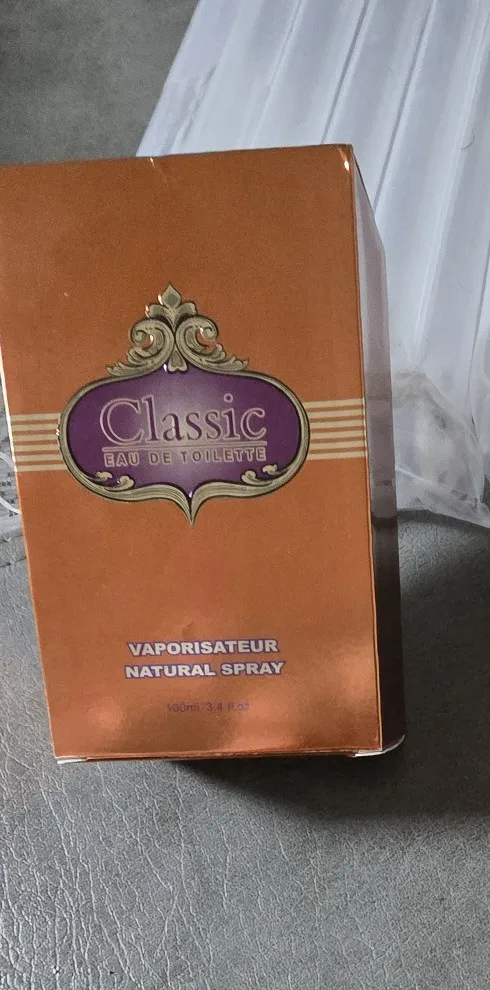 Classic
EAU DE TOILETTE
VAPORISATEUR
NATURAL SPRAY
100ml/3.4 fl.oz